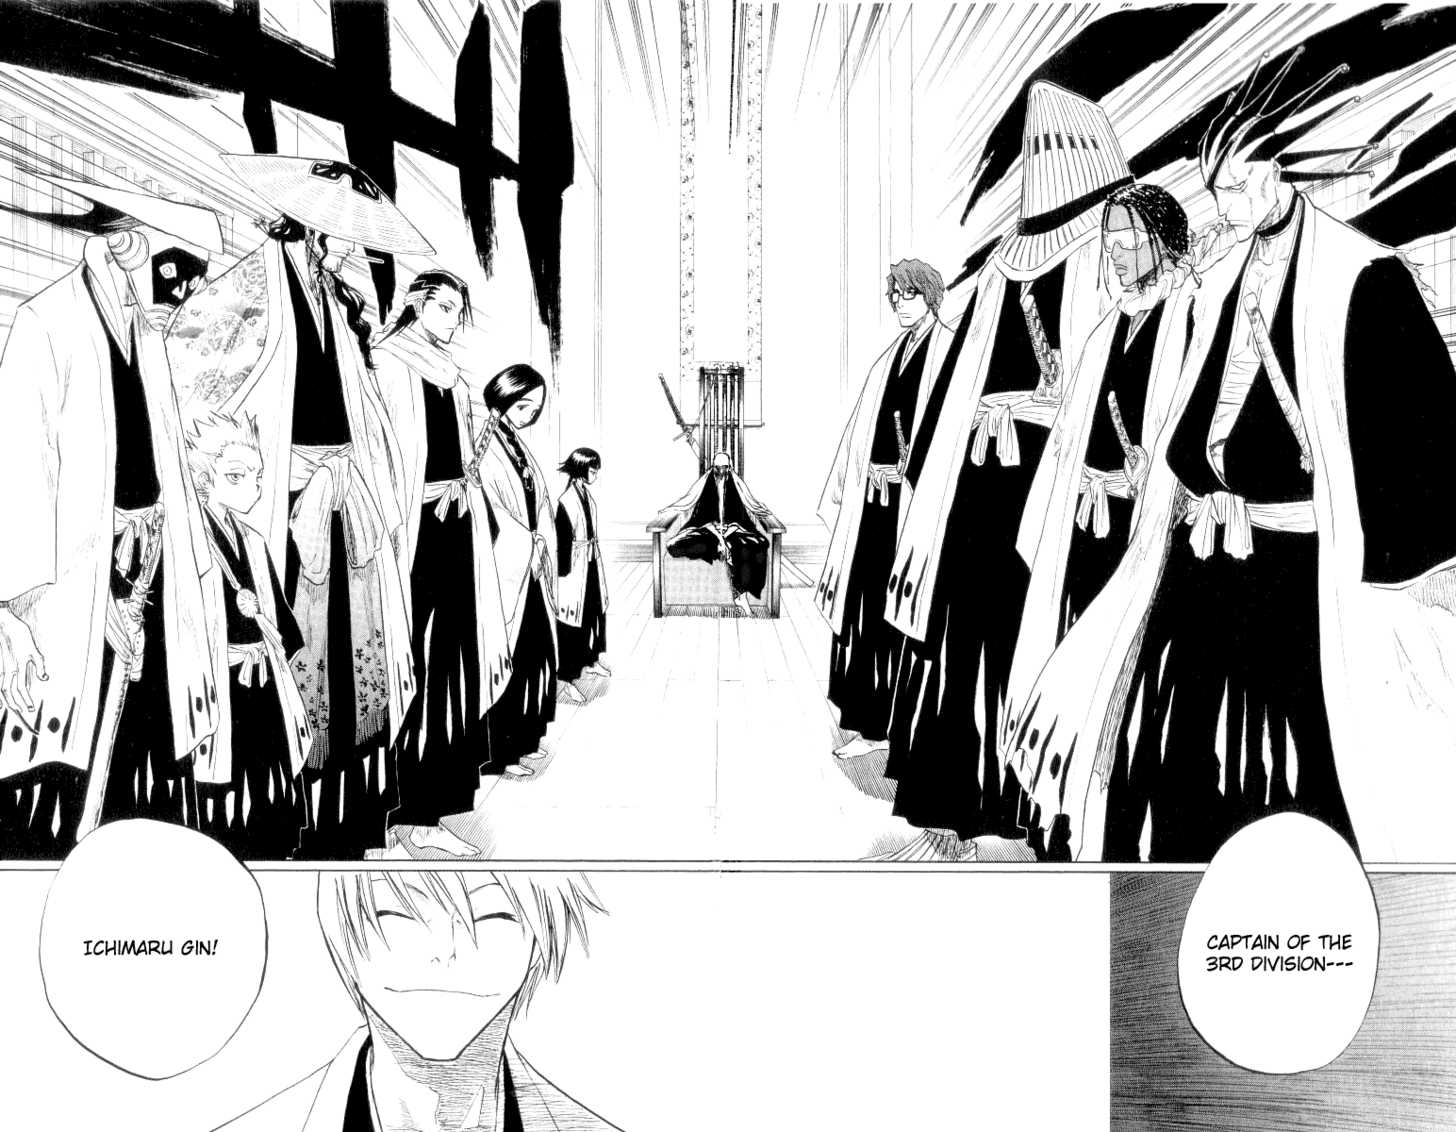 CAPTAIN OF THE
3RD DIVISION---
ICHIMARU GIN!